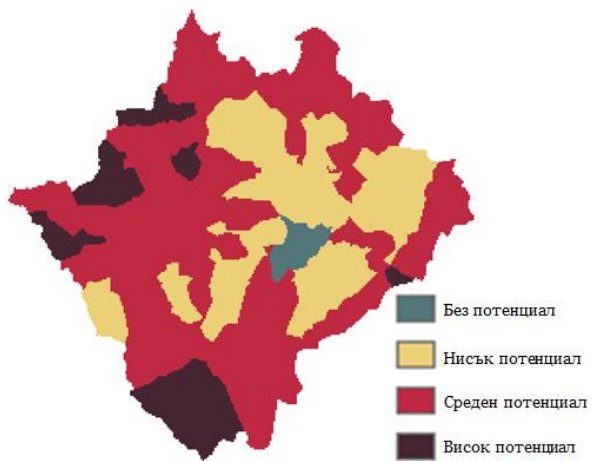 Без потенциал
Нисък потенциал
Среден потенциал
Висок потенциал